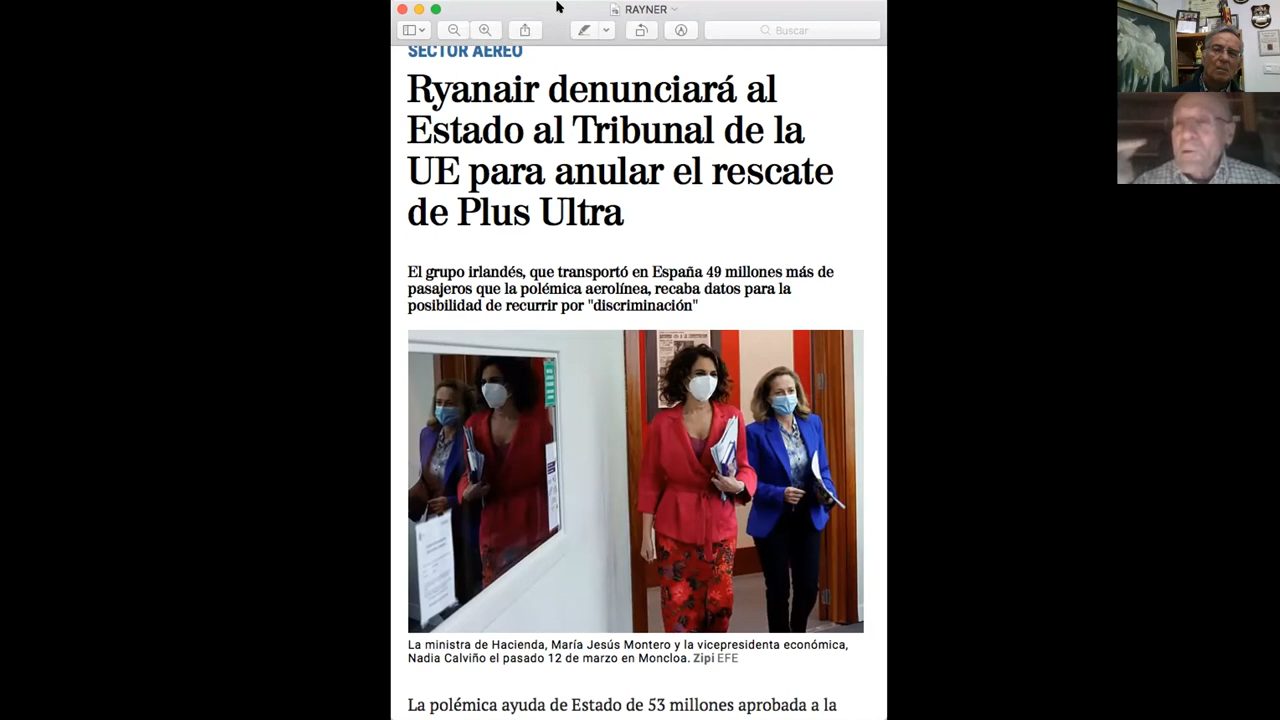 RAYNER
Buscar
SECTOR AÉREO
Ryanair denunciará al
Estado al Tribunal de la
UE para anular el rescate
de Plus Ultra
El grupo irlandés, que transportó en España 49 millones más de
pasajeros que la polémica aerolínea, recaba datos para la
posibilidad de recurrir por "discriminación"
La ministra de Hacienda, María Jesús Montero y la vicepresidenta económica,
Nadia Calviño el pasado 12 de marzo en Moncloa. Zipi EFE
La polémica ayuda de Estado de 53 millones aprobada a la